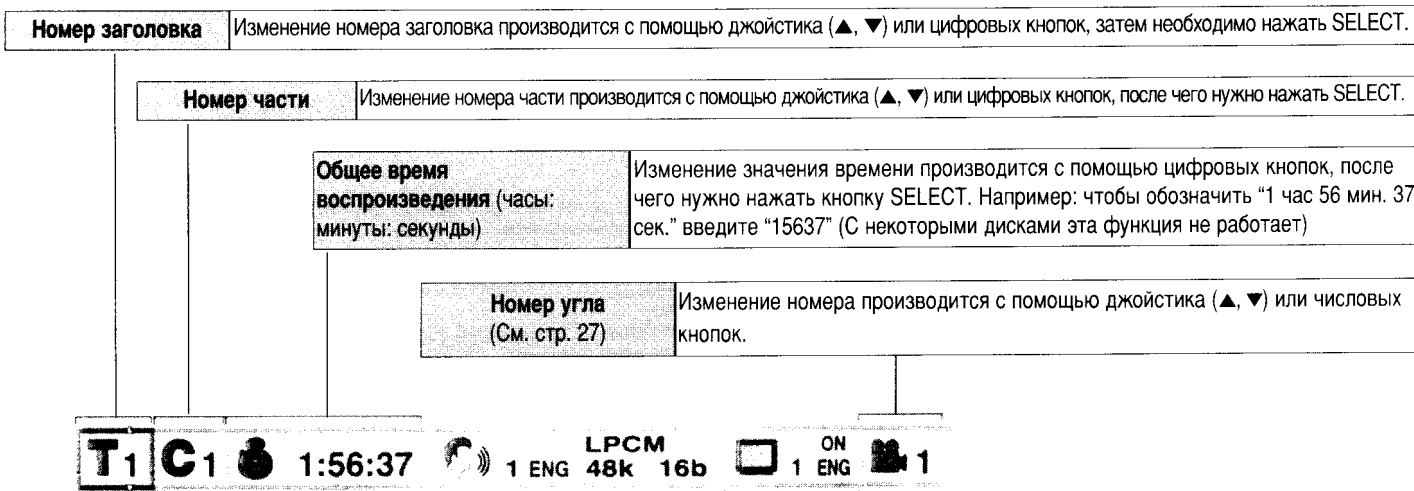 Номер заголовка Изменение номера заголовка производится с помощью джойстика (▲, ▼) или цифровых кнопок, затем необходимо нажать SELECT.
Номер части Изменение номера части производится с помощью джойстика (▲, ▼) или цифровых кнопок, после чего нужно нажать SELECT.
Общее время
воспроизведения (часы:
минуты: секунды)
Изменение значения времени производится с помощью цифровых кнопок, после
чего нужно нажать кнопку SELECT. Например: чтобы обозначить “1 час 56 мин. 37
сек.” введите “15637” (С некоторыми дисками эта функция не работает)
Номер угла
(См. стр. 27)
Изменение номера производится с помощью джойстика (▲, ▼) или числовых
кнопок.
T 1 C 1 1:56:37 1 ENG LPCM 48k 16b 1 ON ENG 1